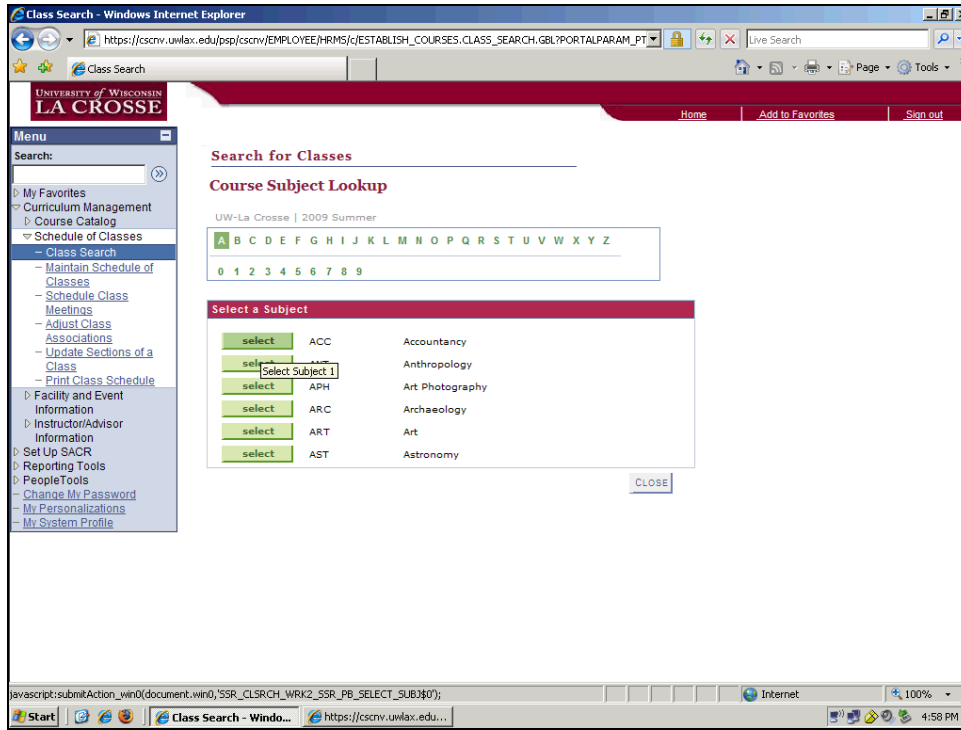 Class Search - Windows Internet Explorer
https://cscnv.uwlax.edu/psp/cscnv/EMPLOYEE/HRMS/c/ESTABLISH_COURSES.CLASS_SEARCH.GBL?PORTALPARAM_PT
Live Search
Class Search
Page
Tools
UNIVERSITY of WISCONSIN
LA CROSSE
Home
Add to Favorites
Sign out
Menu
Search:
My Favorites
Curriculum Management
Course Catalog
Schedule of Classes
– Class Search
– Maintain Schedule of
Classes
– Schedule Class
Meetings
– Adjust Class
Associations
– Update Sections of a
Class
– Print Class Schedule
Facility and Event
Information
Instructor/Advisor
Information
Set Up SACR
Reporting Tools
PeopleTools
– Change My Password
– My Personalizations
– My System Profile
Search for Classes
Course Subject Lookup
UW-La Crosse | 2009 Summer
A B C D E F G H I J K L M N O P Q R S T U V W X Y Z
0 1 2 3 4 5 6 7 8 9
Select a Subject
select ACC Accountancy
Anthropology
Select Subject 1
select APH Art Photography
select ARC Archaeology
select ART Art
select AST Astronomy
CLOSE
javascript:submitAction_win0(document.win0,'SSR_CLSRCH_WRK2_SSR_PB_SELECT_SUBJ$0');
Internet
100%
Start
Class Search - Windo...
https://cscnv.uwlax.edu...
4:58 PM